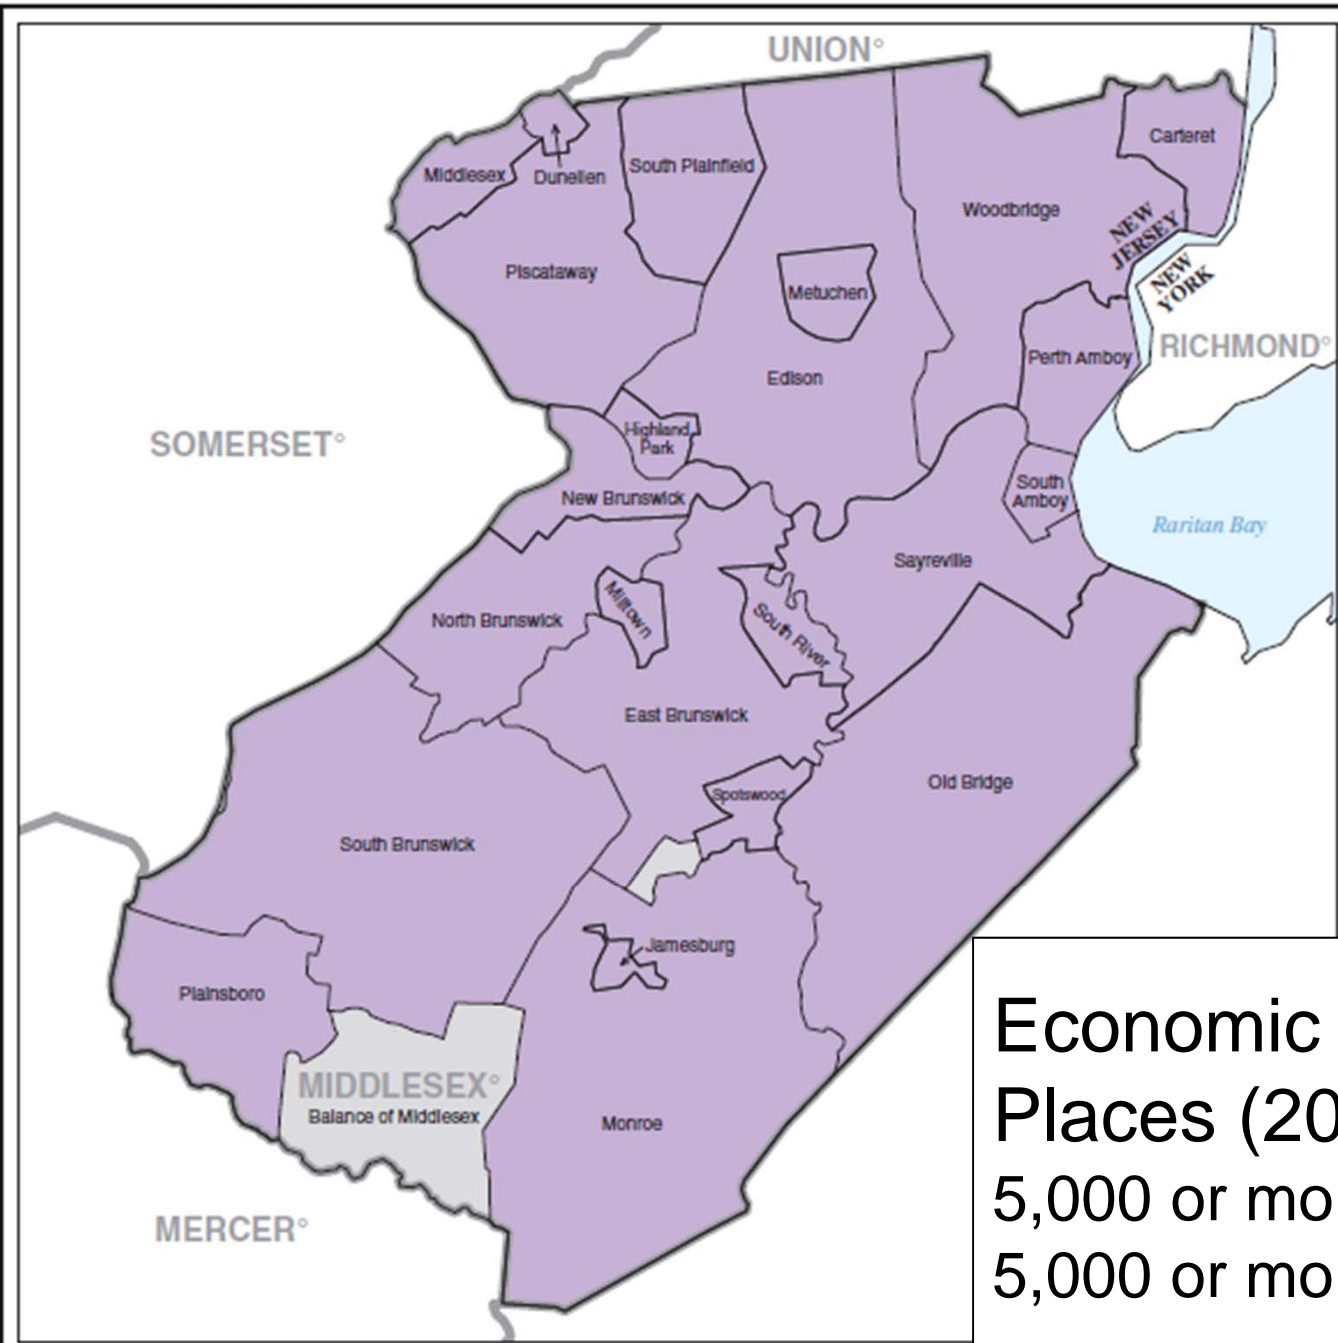 UNION°
Carteret
Middlesex
Dunellen
South Plainfield
Woodbridge
NEW
JERSEY
NEW
YORK
Piscataway
Metuchen
RICHMOND°
Perth Amboy
Edison
SOMERSET°
Highland
Park
New Brunswick
South
Amboy
Raritan Bay
Sayreville
North Brunswick
Milltown
South River
East Brunswick
Old Bridge
Spotswood
South Brunswick
Jamesburg
Plainsboro
MIDDLESEX°
Balance of Middlesex
Monroe
MERCER°
Economic
Places (20
5,000 or mo
5,000 or mo